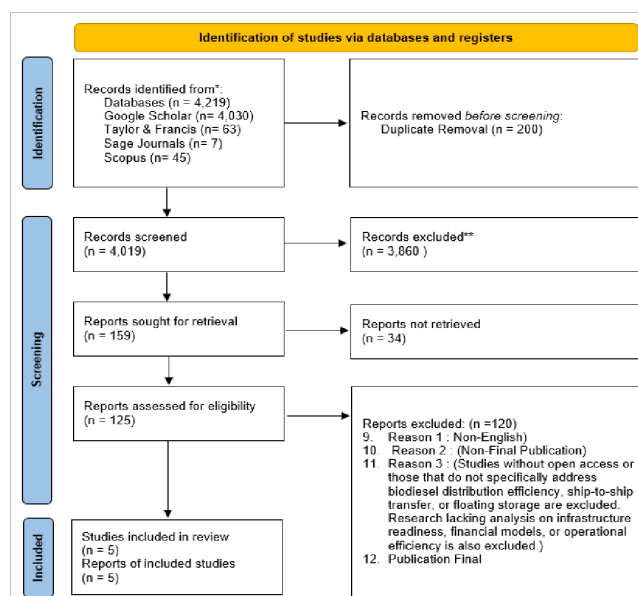 Identification of studies via databases and registers
Identification
Records identified from*:
Databases (n = 4,219)
Google Scholar (n= 4,030)
Taylor & Francis (n= 63)
Sage Journals (n= 7)
Scopus (n= 45)
Records removed before screening:
Duplicate Removal (n = 200)
Screening
Records screened
(n = 4,019)
Records excluded**
(n = 3,860 )
Reports sought for retrieval
(n = 159)
Reports not retrieved
(n = 34)
Reports assessed for eligibility
(n = 125)
Reports excluded: (n =120)
9. Reason 1 : Non-English)
10. Reason 2 : (Non-Final Publication)
11. Reason 3 : (Studies without open access or
those that do not specifically address
biodiesel distribution efficiency, ship-to-ship
transfer, or floating storage are excluded.
Research lacking analysis on infrastructure
readiness, financial models, or operational
efficiency is also excluded.)
12. Publication Final
Included
Studies included in review
(n = 5)
Reports of included studies
(n = 5)